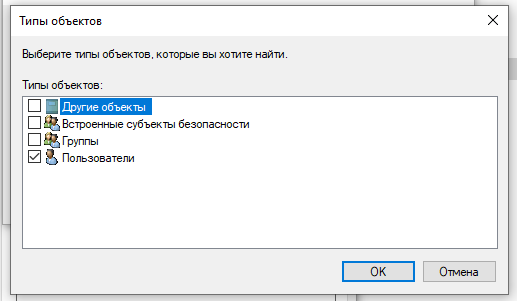 Типы объектов
Выберите типы объектов, которые вы хотите найти.
Типы объектов:
Другие объекты
Встроенные субъекты безопасности
Группы
Пользователи
OK
Отмена